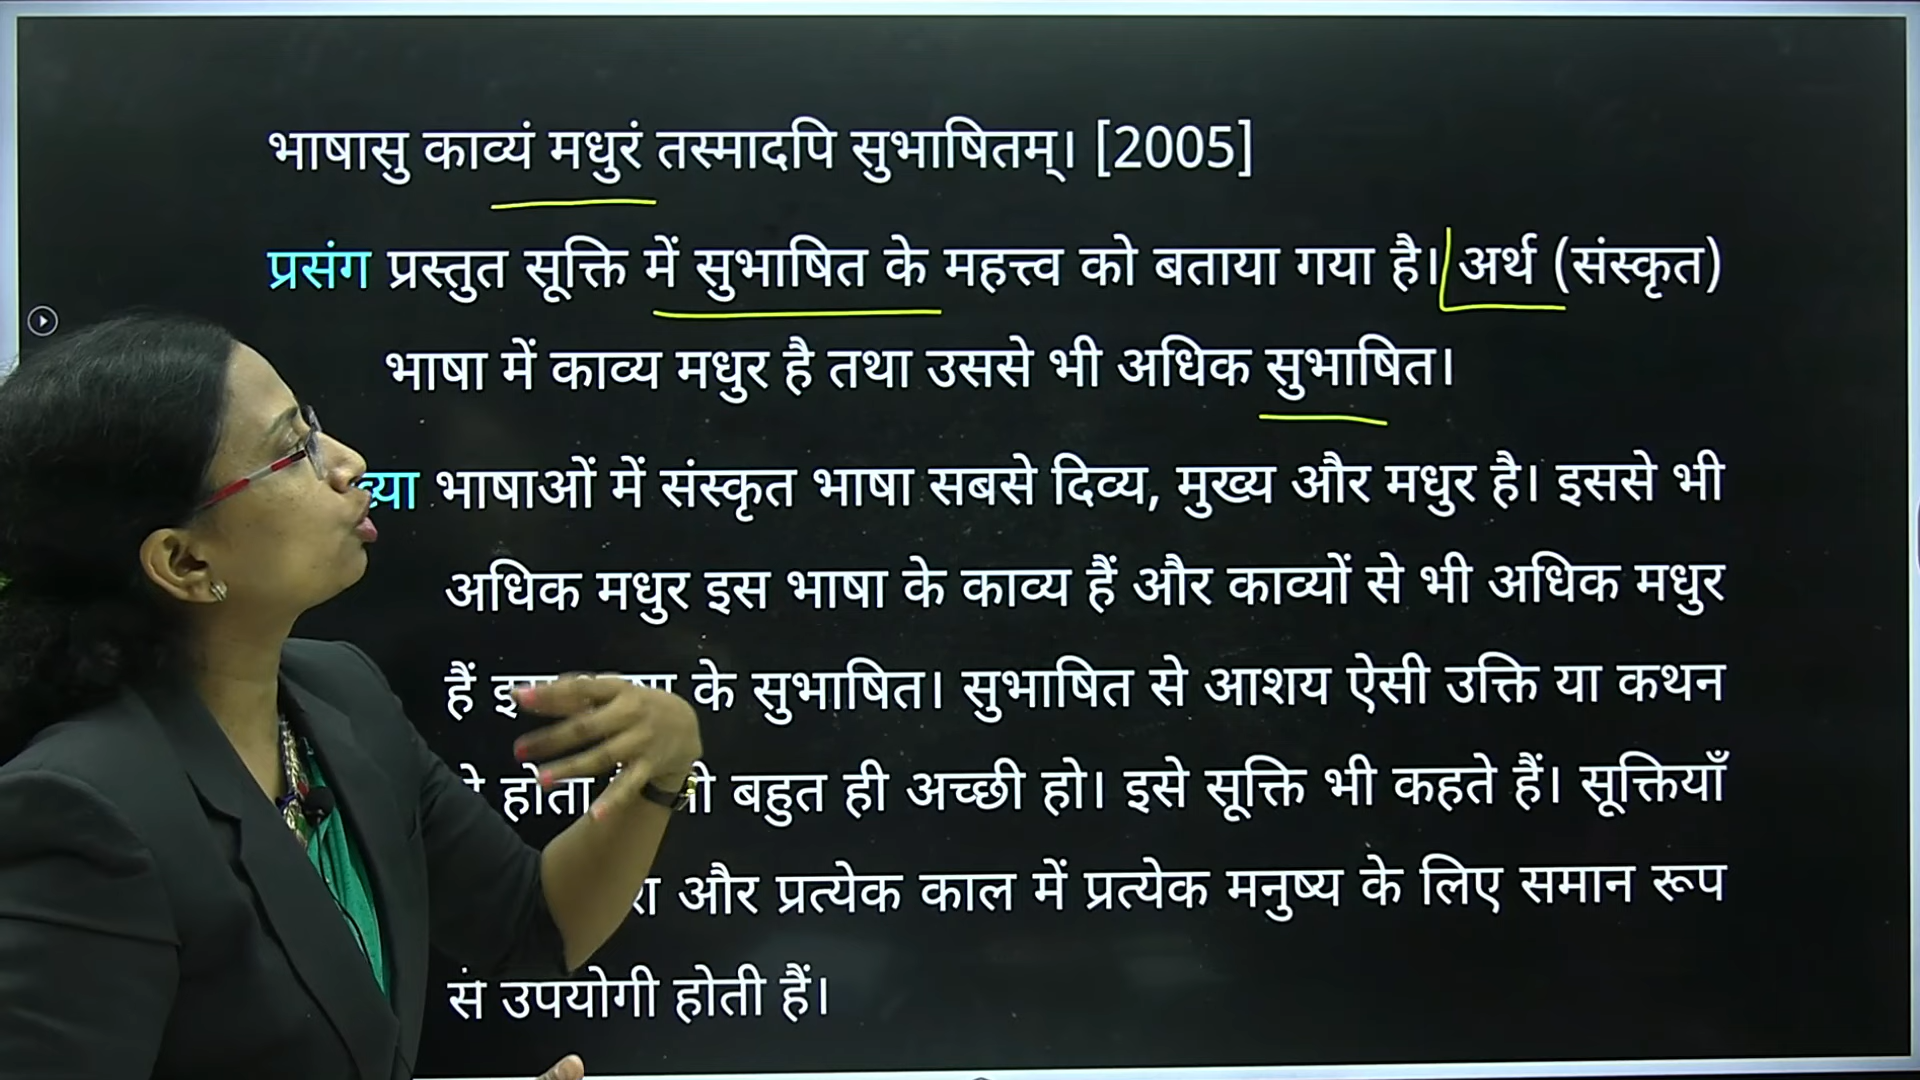 भाषासु काव्यं मधुरं तस्मादपि सुभाषितम्। [2005]
प्रसंग प्रस्तुत सूक्ति में सुभाषित के महत्त्व को बताया गया है। अर्थ (संस्कृत)
भाषा में काव्य मधुर है तथा उससे भी अधिक सुभाषित।
भाषाओं में संस्कृत भाषा सबसे दिव्य, मुख्य और मधुर है। इससे भी
अधिक मधुर इस भाषा के काव्य हैं और काव्यों से भी अधिक मधुर
हैं के सुभाषित। सुभाषित से आशय ऐसी उक्ति या कथन
होता बहुत ही अच्छी हो। इसे सूक्ति भी कहते हैं। सूक्तियाँ
और प्रत्येक काल में प्रत्येक मनुष्य के लिए समान रूप
उपयोगी होती हैं।